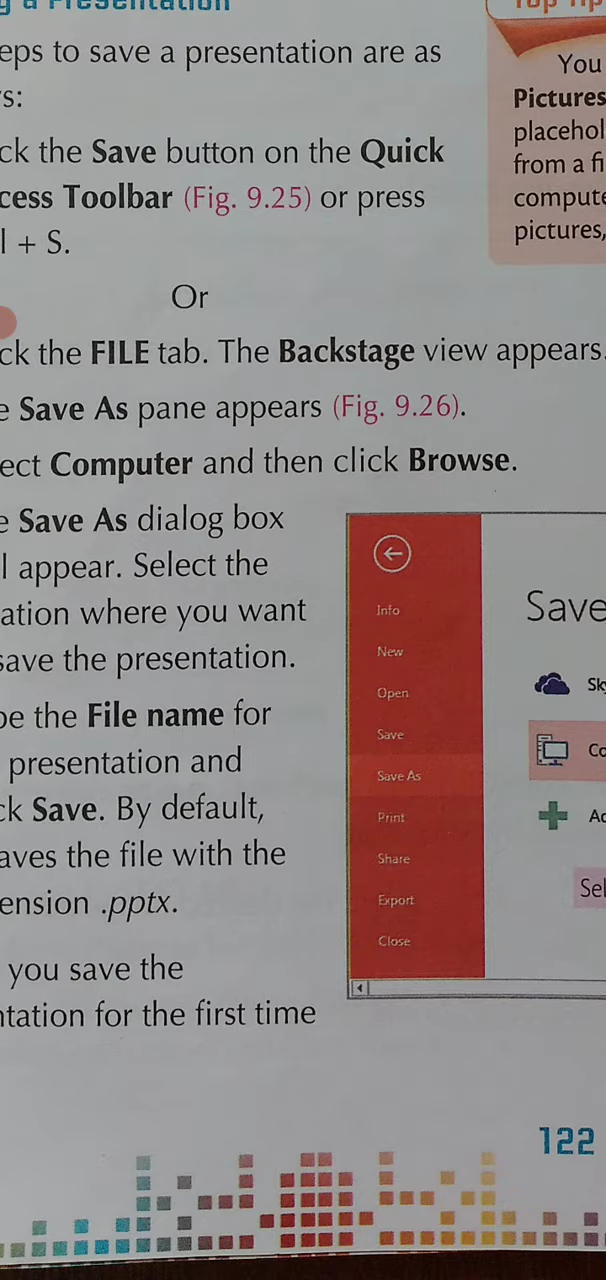 a Presentation
eps to save a presentation are as
s:
ck the Save button on the Quick
cess Toolbar (Fig. 9.25) or press
l + S.
Or
ck the FILE tab. The Backstage view appears.
e Save As pane appears (Fig. 9.26).
ect Computer and then click Browse.
e Save As dialog box
l appear. Select the
ation where you want
save the presentation.
pe the File name for
presentation and
ck Save. By default,
aves the file with the
ension .pptx.
you save the
ntation for the first time
Top Tip
You
Pictures
placehol
from a fi
compute
pictures,
Info
New
Open
Save
Save As
Print
Share
Export
Close
Save
Sky
Co
Ad
Sel
122